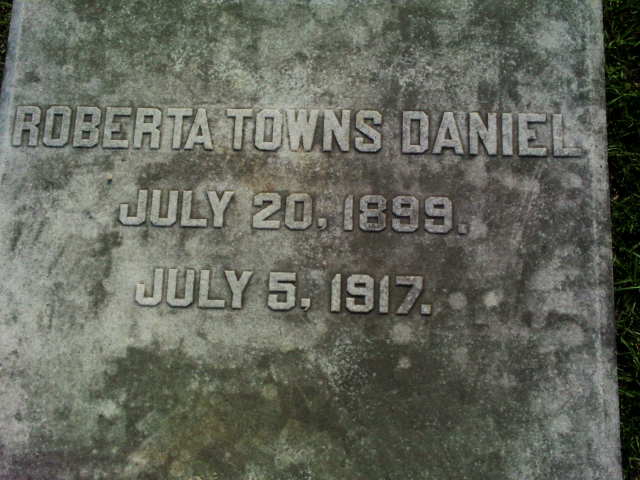 ROBERTA TOWNS DANIEL
JULY 20, 1899.
JULY 5, 1917.